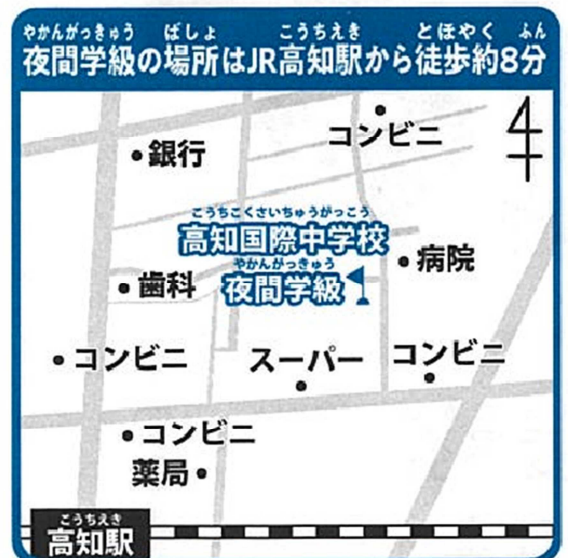 やかんがっきゅう ばしょ こうちえき とほやく ふん
夜間学級の場所はJR高知駅から徒歩約8分
コンビニ
銀行
こうちこくさいちゅうがっこう
高知国際中学校
やかんがっきゅう
夜間学級
病院
歯科
コンビニ
スーパー
コンビニ
コンビニ
薬局
こうちえき
高知駅